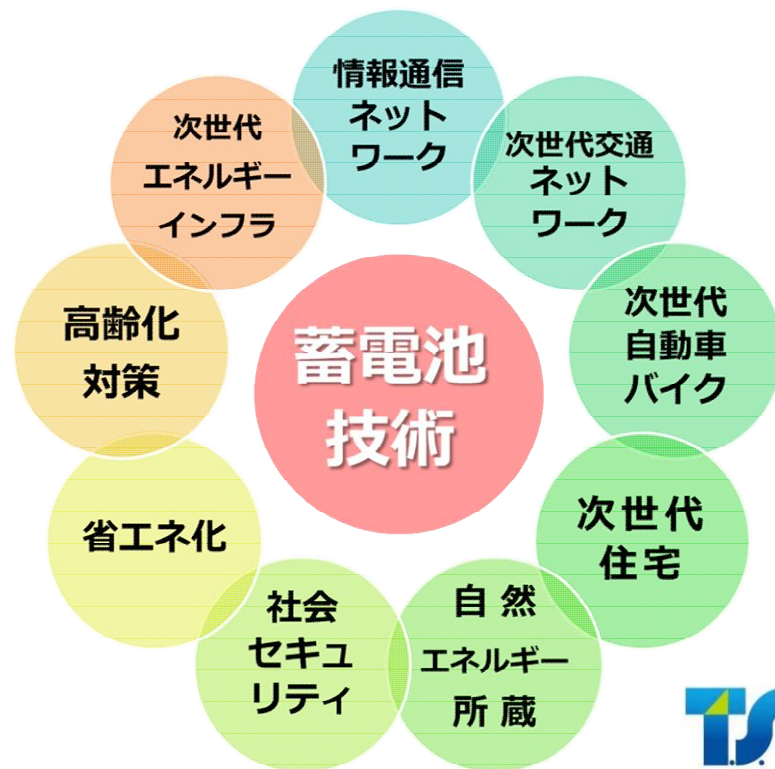 情報通信
ネット
ワーク
次世代交通
ネット
ワーク
次世代
自動車
バイク
次世代
住宅
自然
エネルギー
所蔵
社会
セキュ
リティ
省エネ化
高齢化
対策
次世代
エネルギー
インフラ
蓄電池
技術
T.S.